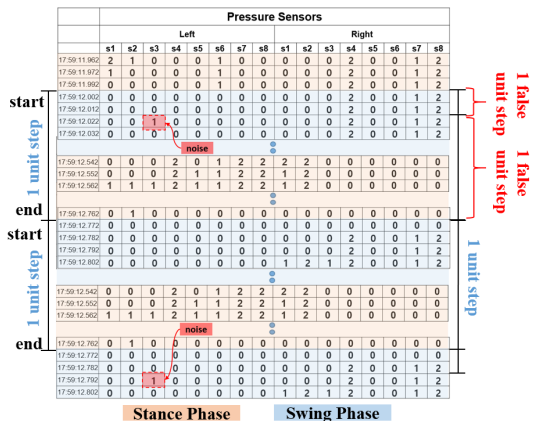 Pressure Sensors
Left Right
s1 s2 s3 s4 s5 s6 s7 s8 s1 s2 s3 s4 s5 s6 s7 s8
17:59:11.962 2 1 0 0 0 1 0 0 0 0 0 2 0 0 1 2
17:59:11.972 1 0 0 0 0 1 0 0 0 0 0 2 0 0 1 2
17:59:11.992 0 0 0 0 0 1 0 0 0 0 0 2 0 0 1 2
start
17:59:12.002 0 0 0 0 0 0 0 0 0 0 0 2 0 0 1 2
17:59:12.012 0 0 0 0 0 0 0 0 0 0 0 2 0 0 1 2
17:59:12.022 0 0 1 0 0 0 0 0 0 0 0 2 0 0 1 2
17:59:12.032 0 0 0 0 0 0 0 0 0 0 0 2 0 0 1 2
noise
17:59:12.542 0 0 0 2 0 1 2 2 2 2 0 0 0 0 0 0
17:59:12.552 0 0 0 2 1 1 2 2 1 2 0 0 0 0 0 0
17:59:12.562 1 1 1 2 1 1 2 2 1 2 0 0 0 0 0 0
end
17:59:12.762 0 1 0 0 0 0 0 0 0 0 0 0 0 0 0 0
1 unit step
1 false
unit step
1 false
unit step
start
17:59:12.772 0 0 0 0 0 0 0 0 0 0 0 0 0 0 0 0
17:59:12.782 0 0 0 0 0 0 0 0 0 0 0 2 0 0 1 2
17:59:12.792 0 0 0 0 0 0 0 0 0 0 0 2 0 0 1 2
17:59:12.802 0 0 0 0 0 0 0 0 1 2 1 2 0 0 1 2
17:59:12.542 0 0 0 2 0 1 2 2 2 2 0 0 0 0 0 0
17:59:12.552 0 0 0 2 1 1 2 2 1 2 0 0 0 0 0 0
17:59:12.562 1 1 1 2 1 1 2 2 1 2 0 0 0 0 0 0
noise
end
17:59:12.762 0 1 0 0 0 0 0 0 0 0 0 0 0 0 0 0
1 unit step
1 unit step
17:59:12.772 0 0 0 0 0 0 0 0 0 0 0 0 0 0 0 0
17:59:12.782 0 0 0 0 0 0 0 0 0 0 0 2 0 0 1 2
17:59:12.792 0 0 1 0 0 0 0 0 0 0 0 2 0 0 1 2
17:59:12.802 0 0 0 0 0 0 0 0 1 2 1 2 0 0 1 2
Stance Phase Swing Phase